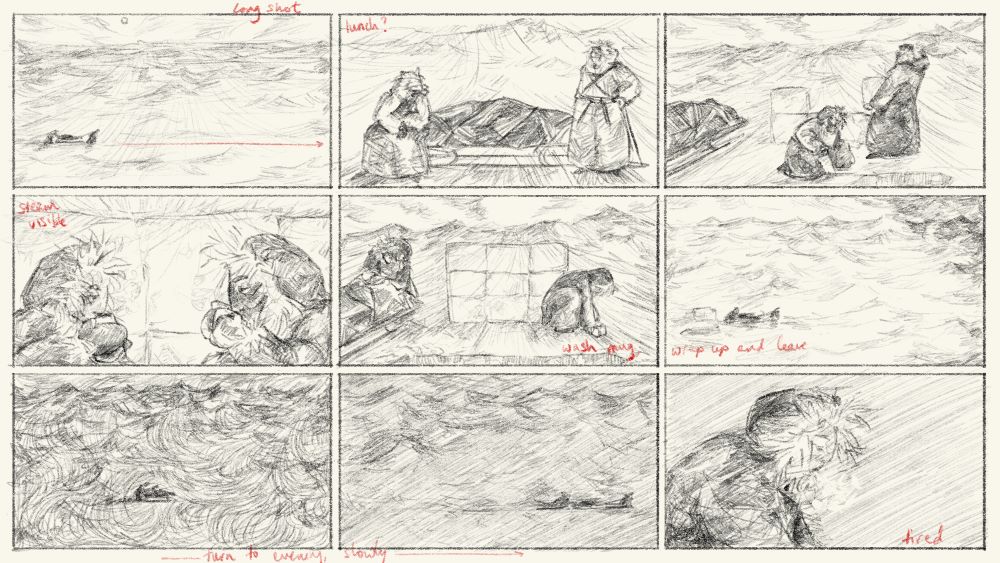 long shot
lunch?
steam
visible
wash mug
wrap up and leave
turn to evening, slowly
tired